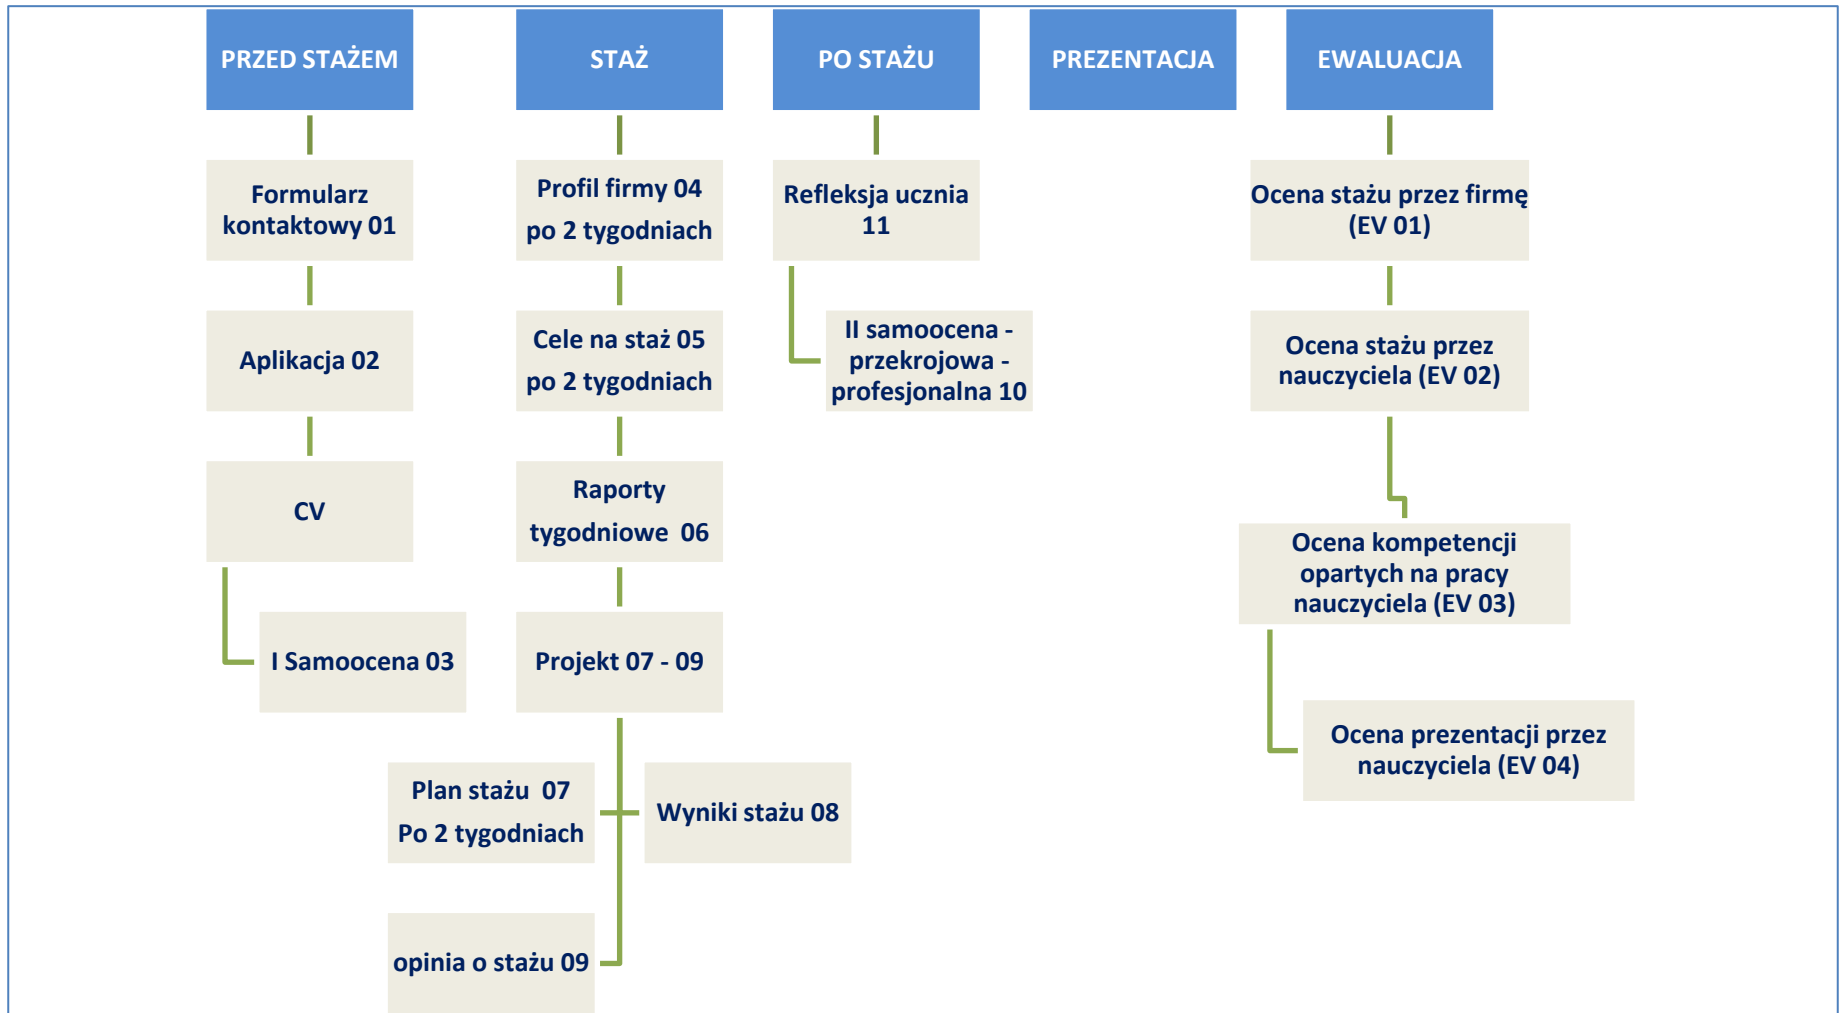 PRZED STAŻEM
STAŻ
PO STAŻU
PREZENTACJA
EWALUACJA
Formularz
kontaktowy 01
Aplikacja 02
CV
I Samoocena 03
Profil firmy 04
po 2 tygodniach
Cele na staż 05
po 2 tygodniach
Raporty
tygodniowe 06
Projekt 07 - 09
Plan stażu 07
Po 2 tygodniach
Wyniki stażu 08
opinia o stażu 09
Refleksja ucznia
11
II samoocena -
przekrojowa -
profesjonalna 10
Ocena stażu przez firmę
(EV 01)
Ocena stażu przez
nauczyciela (EV 02)
Ocena kompetencji
opartych na pracy
nauczyciela (EV 03)
Ocena prezentacji przez
nauczyciela (EV 04)